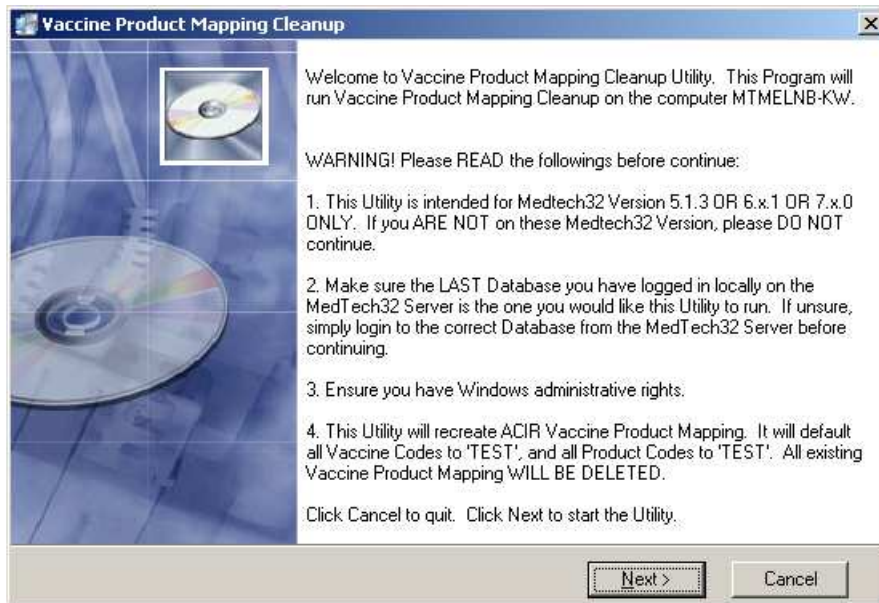 Vaccine Product Mapping Cleanup
Welcome to Vaccine Product Mapping Cleanup Utility. This Program will
run Vaccine Product Mapping Cleanup on the computer MTMELNB-KW.
WARNING! Please READ the followings before continue:
1. This Utility is intended for Medtech32 Version 5.1.3 OR 6.x.1 OR 7.x.0
ONLY. If you ARE NOT on these Medtech32 Version, please DO NOT
continue.
2. Make sure the LAST Database you have logged in locally on the
MedTech32 Server is the one you would like this Utility to run. If unsure,
simply login to the correct Database from the MedTech32 Server before
continuing.
3. Ensure you have Windows administrative rights.
4. This Utility will recreate ACIR Vaccine Product Mapping. It will default
all Vaccine Codes to 'TEST', and all Product Codes to 'TEST'. All existing
Vaccine Product Mapping WILL BE DELETED.
Click Cancel to quit. Click Next to start the Utility.
Next >
Cancel